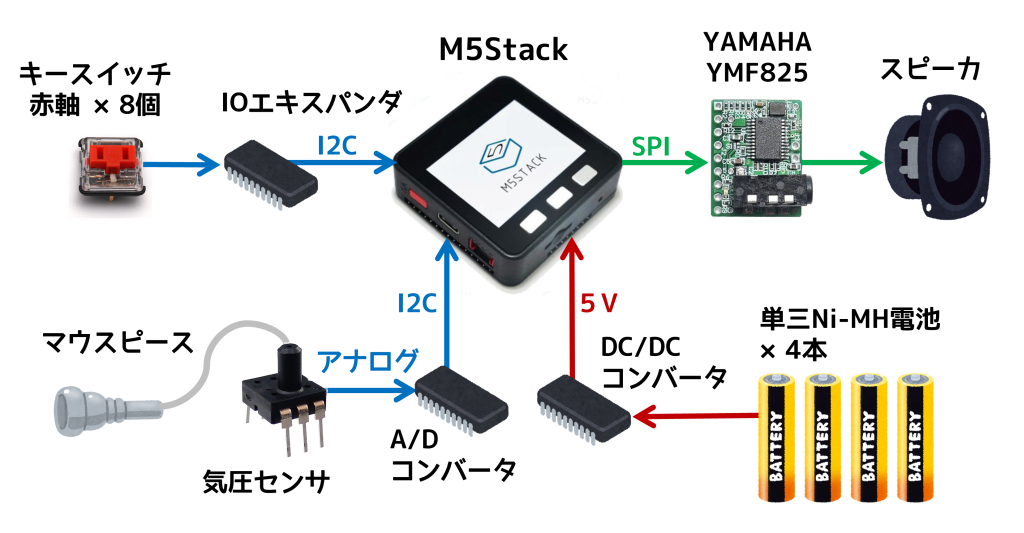 M5Stack
YAMAHA
YMF825
スピーカ
キースイッチ
赤軸 × 8個
IOエキスパンダ
I2C
SPI
M5STACK
I2C
5 V
マウスピース
アナログ
DC/DC
コンバータ
単三Ni-MH電池
× 4本
A/D
コンバータ
気圧センサ
BATTERY
BATTERY
BATTERY
BATTERY